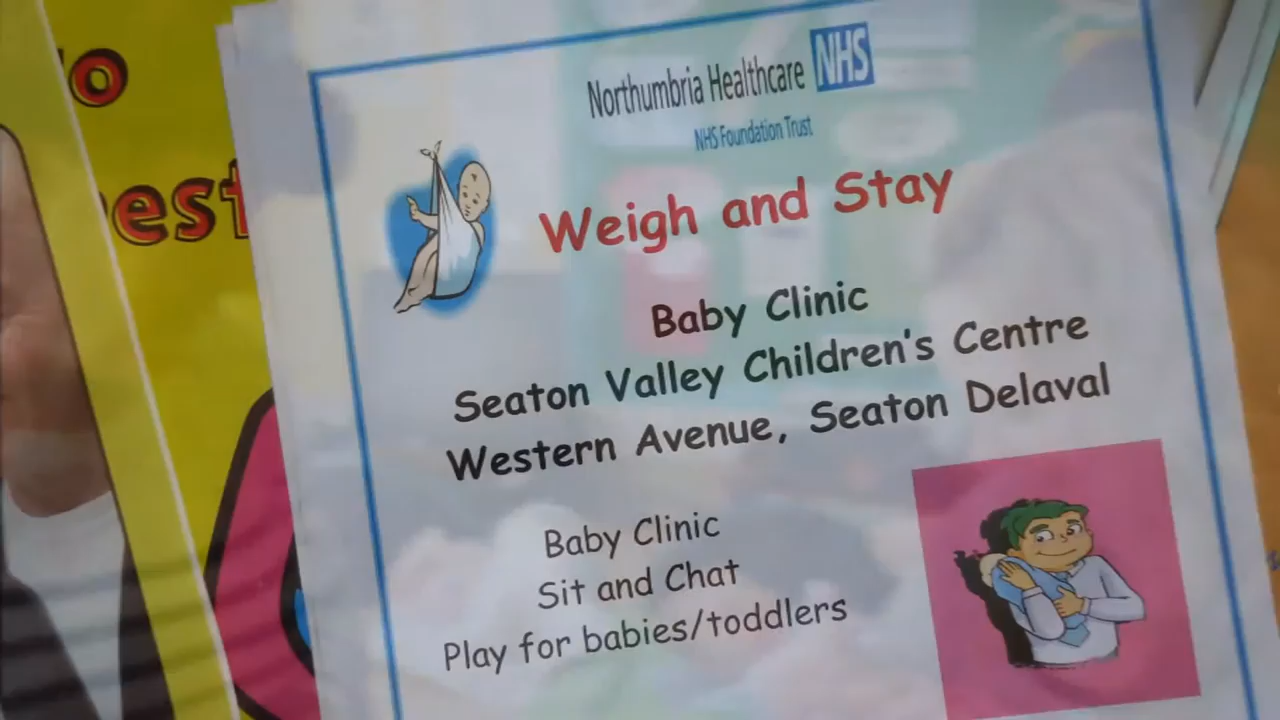 Northumbria Healthcare NHS
NHS Foundation Trust
Weigh and Stay
Baby Clinic
Seaton Valley Children's Centre
Western Avenue, Seaton Delaval
Baby Clinic
Sit and Chat
Play for babies/toddlers